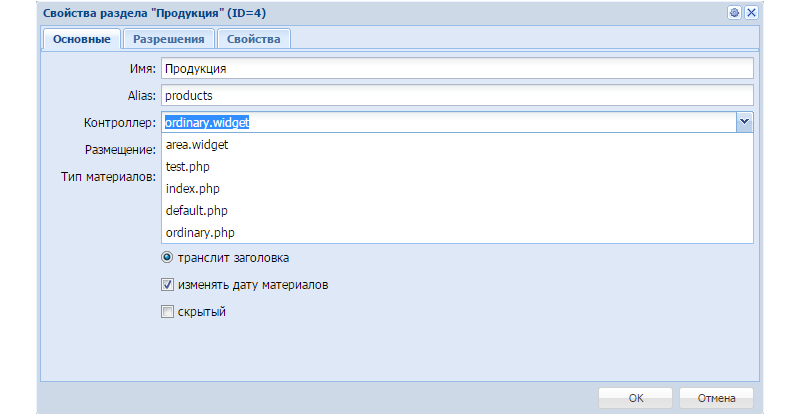 Свойства раздела "Продукция" (ID=4)
Основные Разрешения Свойства
Имя: Продукция
Alias: products
Контроллер: ordinary.widget
Размещение: area.widget
test.php
Тип материалов:
index.php
default.php
ordinary.php
транслит заголовка
изменять дату материалов
скрытый
OK Отмена